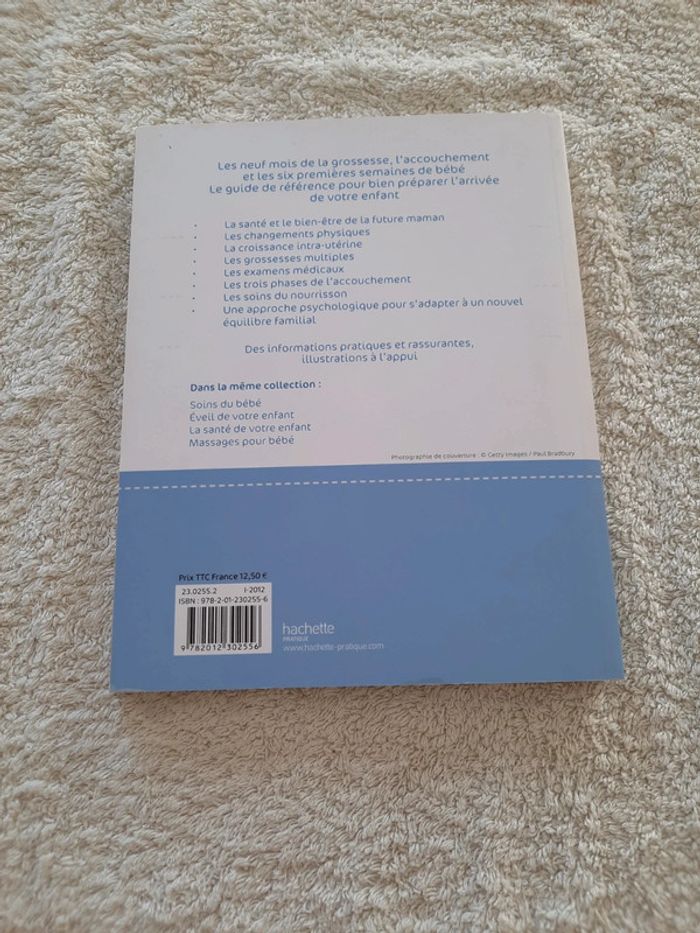 Les neuf mois de la grossesse, l'accouchement
et les six premières semaines de bébé
Le guide de référence pour bien préparer l'arrivée
de votre enfant
· La santé et le bien-être de la future maman
· Les changements physiques
· La croissance intra-utérine
· Les grossesses multiples
· Les examens médicaux
· Les trois phases de l'accouchement
· Les soins du nourrisson
· Une approche psychologique pour s'adapter à un nouvel
équilibre familial
Des informations pratiques et rassurantes,
illustrations à l'appui
Dans la même collection :
Soins du bébé
Éveil de votre enfant
La santé de votre enfant
Massages pour bébé
Photographie de couverture : © Getty Images / Paul Bradbury
Prix TTC France 12,50 €
23.0255.2 I-2012
ISBN : 978-2-01-230255-6
9 782012 302556
hachette
PRATIQUE
www.hachette-pratique.com